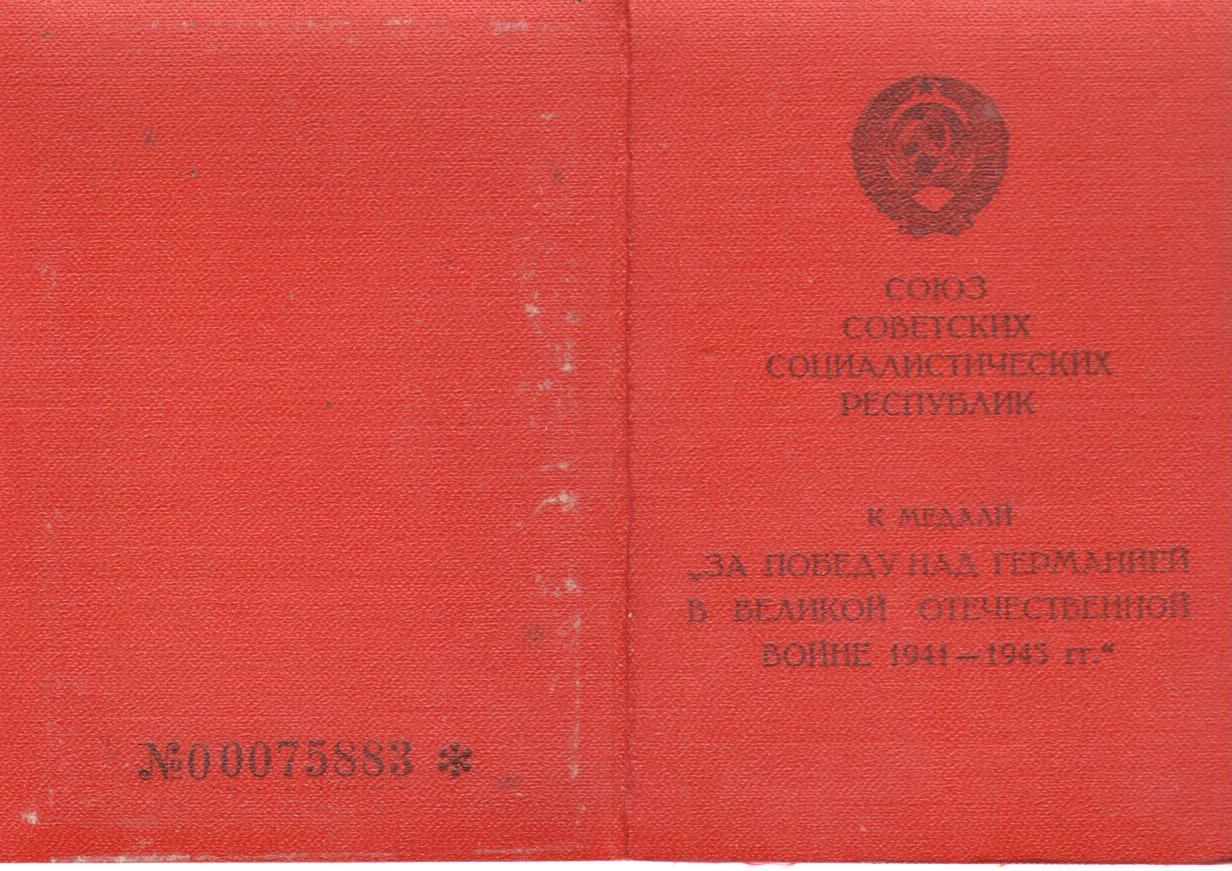 №00075883 *
СОЮЗ
СОВЕТСКИХ
СОЦИАЛИСТИЧЕСКИХ
РЕСПУБЛИК
К МЕДАЛИ
„ЗА ПОБЕДУ НАД ГЕРМАНИЕЙ
В ВЕЛИКОЙ ОТЕЧЕСТВЕННОЙ
ВОЙНЕ 1941—1945 гг.“